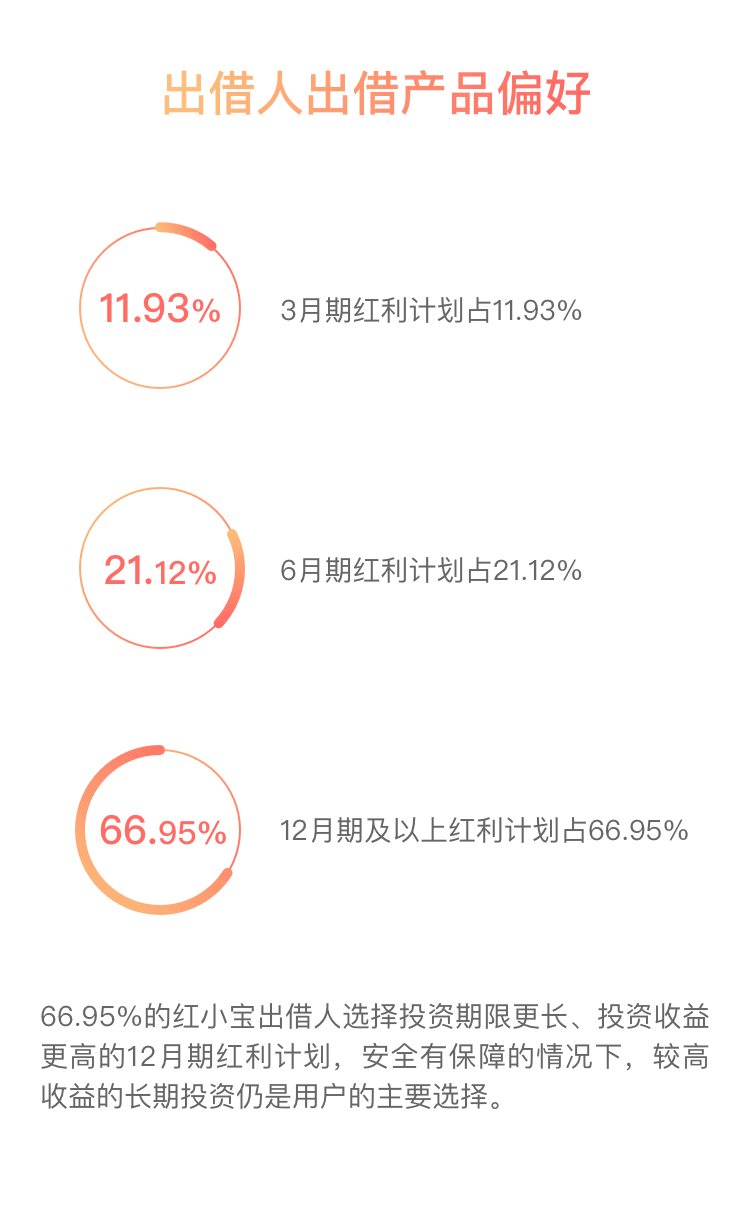 出借人出借产品偏好
11.93%
3月期红利计划占11.93%
21.12%
6月期红利计划占21.12%
66.95%
12月期及以上红利计划占66.95%
66.95%的红小宝出借人选择投资期限更长、投资收益
更高的12月期红利计划，安全有保障的情况下，较高
收益的长期投资仍是用户的主要选择。